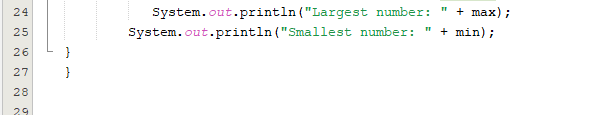 24 System.out.println("Largest number: " + max);
25 System.out.println("Smallest number: " + min);
26 }
27 }
28
29